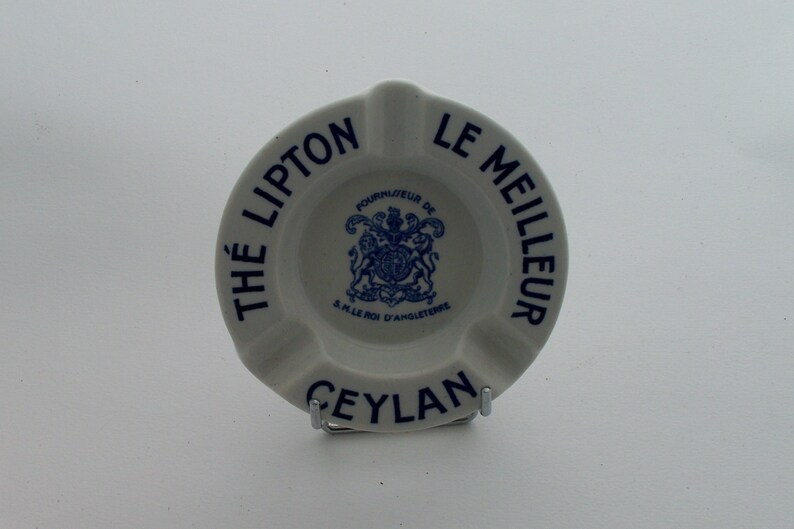 THÉ LIPTON
LE MEILLEUR
CEYLAN
FOURNISSEUR DE
S.M. LE ROI D'ANGLETERRE